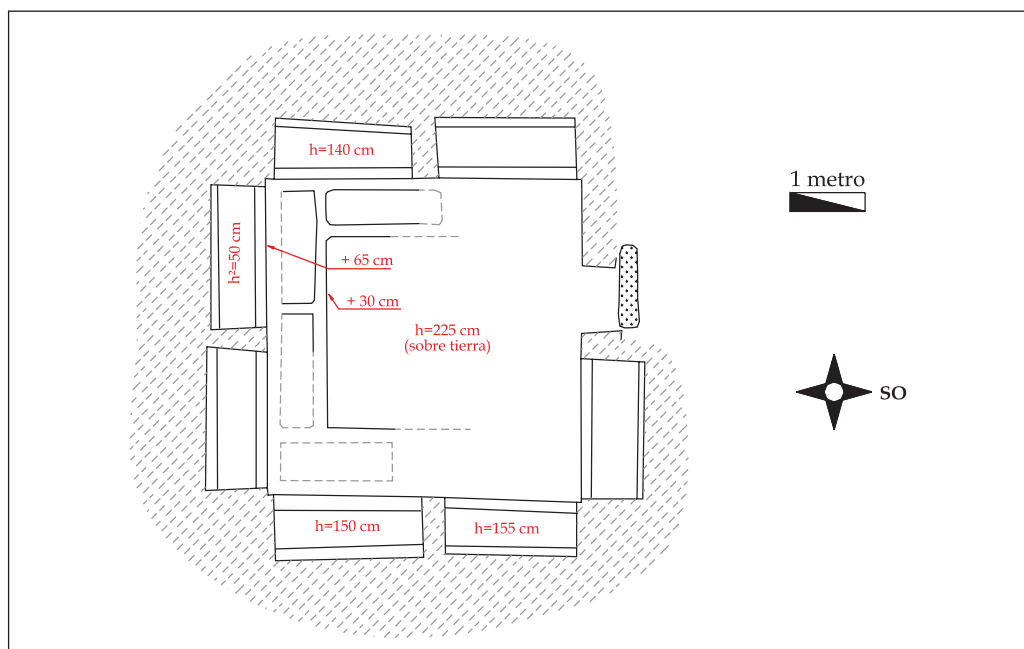 h=140 cm
1 metro
h²=50 cm
+ 65 cm
+ 30 cm
h=225 cm
(sobre tierra)
SO
h=150 cm
h=155 cm